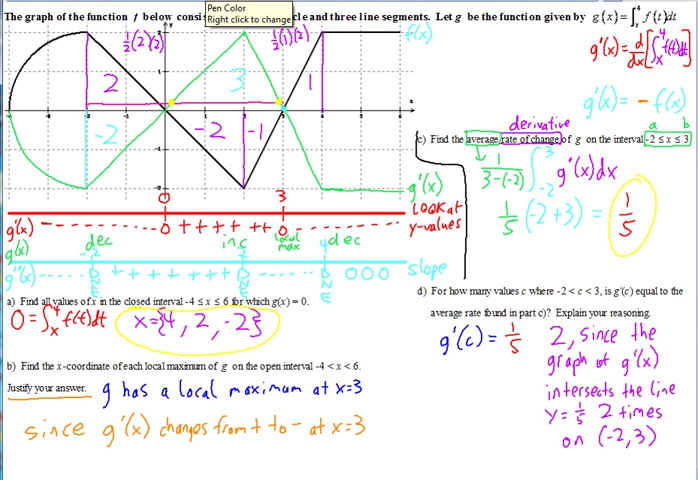 Pen Color
Right click to change
The graph of the function f below consi cle and three line segments. Let g be the function given by g(x)=∫ₓ⁴ f(t)dt
½(2)(2)
½(1)(2)
f(x)
g'(x)=d/dx[∫ₓ⁴ f(t)dt]
2
3
1
-2
-2
-1
g'(x)
g'(x)= - f(x)
derivative
a b
c) Find the average rate of change of g on the interval -2 ≤ x ≤ 3
1/(3-(-2)) ∫₋₂³ g'(x)dx
1/5 (-2+3) = 1/5
0 3
g'(x) - - - - - - - - - - - 0 + + + + + + 0 - - - - - - - - - -
LOOK at
y-values
g(x) dec inc local max dec
-2 2 4
g''(x) - - - - - DNE + + + + + + + + DNE - - - - - DNE 0 0 0
slope
a) Find all values of x in the closed interval -4 ≤ x ≤ 6 for which g(x) = 0.
0=∫ₓ⁴ f(t)dt x={4, 2, -2}
b) Find the x-coordinate of each local maximum of g on the open interval -4 < x < 6.
Justify your answer. g has a local maximum at x=3
since g'(x) changes from + to - at x=3
d) For how many values c where -2 < c < 3, is g'(c) equal to the
average rate found in part c)? Explain your reasoning.
g'(c) = 1/5
2, since the
graph of g'(x)
intersects the line
y = 1/5 2 times
on (-2,3)